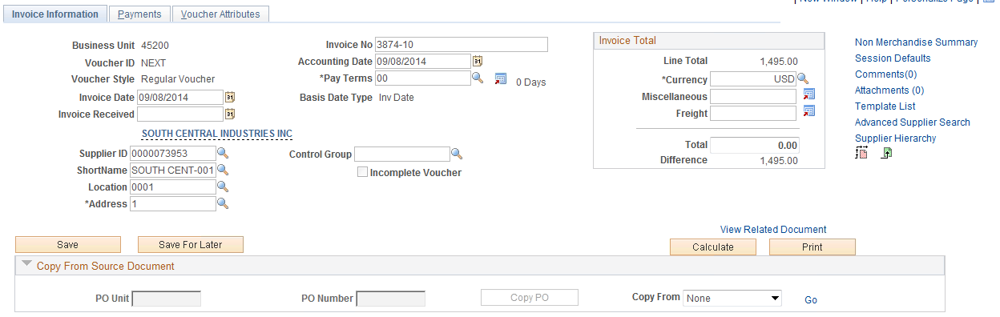 | New Window | Help | Personalize Page |
Invoice Information Payments Voucher Attributes
Business Unit 45200
Voucher ID NEXT
Voucher Style Regular Voucher
Invoice Date 09/08/2014
Invoice Received
SOUTH CENTRAL INDUSTRIES INC
Supplier ID 0000073953
ShortName SOUTH CENT-001
Location 0001
*Address 1
Invoice No 3874-10
Accounting Date 09/08/2014
*Pay Terms 00 0 Days
Basis Date Type Inv Date
Control Group
Incomplete Voucher
Invoice Total
Line Total 1,495.00
*Currency USD
Miscellaneous
Freight
Total 0.00
Difference 1,495.00
Non Merchandise Summary
Session Defaults
Comments(0)
Attachments (0)
Template List
Advanced Supplier Search
Supplier Hierarchy
View Related Document
Save Save For Later Calculate Print
Copy From Source Document
PO Unit PO Number Copy PO Copy From None Go